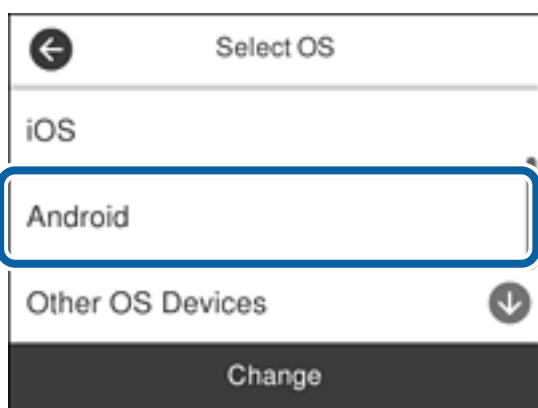 Select OS
iOS
Android
Other OS Devices
Change